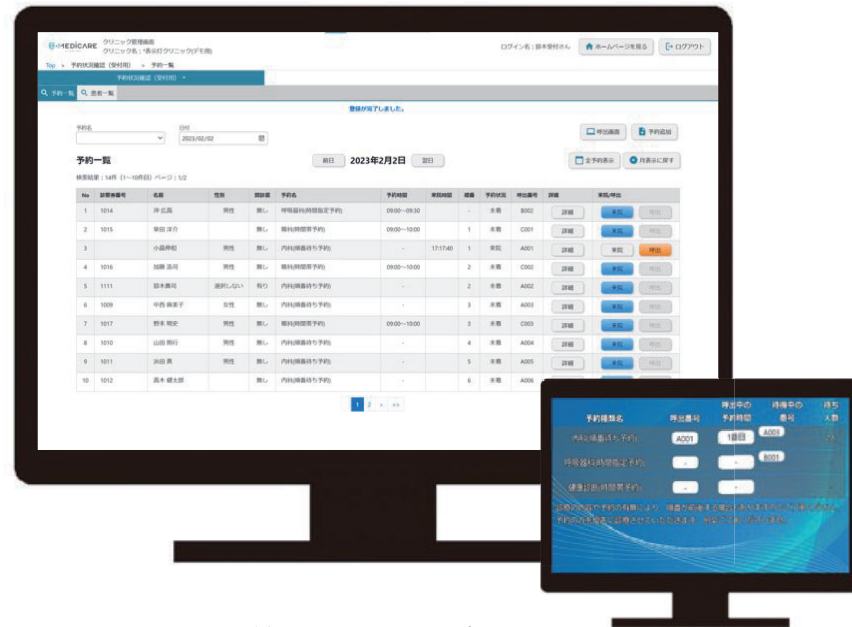 MEDiCARE
クリニック管理画面
クリニック名：*表示灯クリニック(デモ用)
ログイン名：鈴木受付さん
ホームページを見る
ログアウト
Top > 予約状況確認（受付用） > 予約一覧
予約状況確認（受付用）
予約一覧 患者一覧
登録が完了しました。
予約名 日付
2023/02/02
呼出画面 予約追加
予約一覧 前日 2023年2月2日 翌日 全予約表示 月表示に戻す
検索結果：14件（1～10件目）ページ：1/2
No 診察券番号 名前 性別 問診票 予約名 予約時間 来院時間 順番 予約状況 呼出番号 詳細 来院/呼出
1 1014 男性 無し 呼吸器科(時間指定予約) 09:00～09:30 - 未着 B002 詳細 来院 呼出
2 1015 柴田 洋介 無し 眼科(時間帯予約) 09:00～10:00 1 未着 C001 詳細 来院 呼出
3 小島伸和 無し 内科(順番待ち予約) - 17:17:40 1 来院 A001 詳細 来院 呼出
4 1016 加藤 浩司 男性 無し 眼科(時間帯予約) 09:00～10:00 2 未着 C002 詳細 来院 呼出
5 1111 鈴木 選択しない 有り 内科(順番待ち予約) - 2 未着 A002 詳細 来院 呼出
6 1009 中西 麻美子 女性 無し 内科(順番待ち予約) - 3 未着 A003 詳細 来院 呼出
7 1017 野本 明史 男性 無し 眼科(時間帯予約) 09:00～10:00 3 未着 C003 詳細 来院 呼出
8 1010 山田 男性 無し 内科(順番待ち予約) - 4 未着 A004 詳細 来院 呼出
9 1011 浜田 真 男性 無し 内科(順番待ち予約) - 5 未着 A005 詳細 来院 呼出
10 1012 高木 健太郎 無し 内科(順番待ち予約) - 6 未着 A006
1 2 > >>
予約種類名 呼出番号 呼出中の予約時間 待機中の番号 待ち人数
内科(順番待ち予約) A001 1番目 A003 2人
呼吸器科(時間指定予約) - - B001
健康診断(時間帯予約) - -